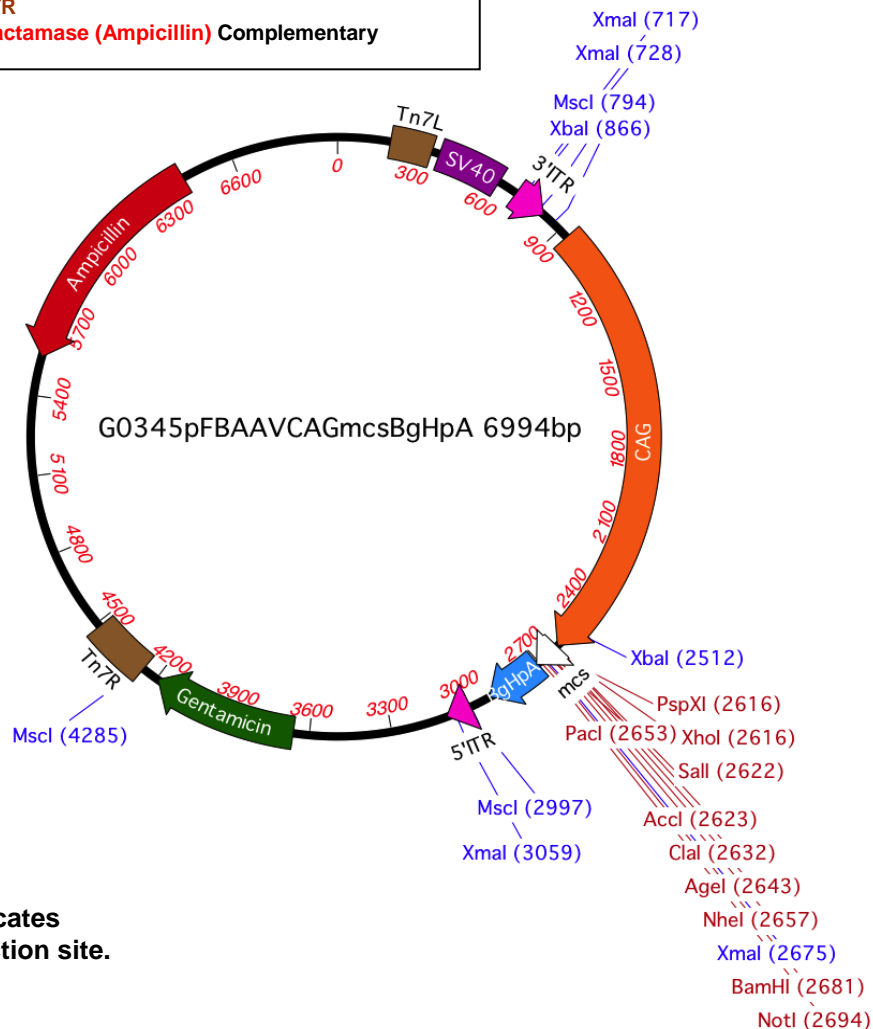 TR
actamase (Ampicillin) Complementary
XmaI (717)
XmaI (728)
MscI (794)
XbaI (866)
Tn7L
SV40
3'ITR
0
300
600
900
1200
1500
1800
2100
2400
2700
3000
3300
3600
3900
4200
4500
4800
5100
5400
5700
6000
6300
6600
Ampicillin
CAG
G0345pFBAAVCAGmcsBgHpA 6994bp
XbaI (2512)
mcs
BgHpA
5'ITR
Gentamicin
Tn7R
MscI (4285)
PspXI (2616)
PacI (2653) XhoI (2616)
SalI (2622)
MscI (2997)
AccI (2623)
XmaI (3059)
ClaI (2632)
AgeI (2643)
NheI (2657)
XmaI (2675)
BamHI (2681)
NotI (2694)
cates
ction site.